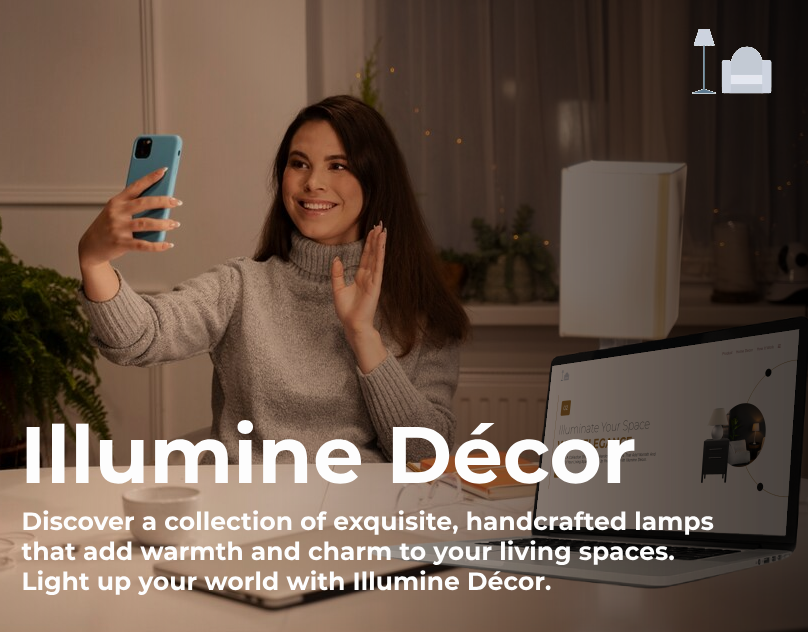 Illuminate Your Space
Illumine Décor
Discover a collection of exquisite, handcrafted lamps
that add warmth and charm to your living spaces.
Light up your world with Illumine Décor.